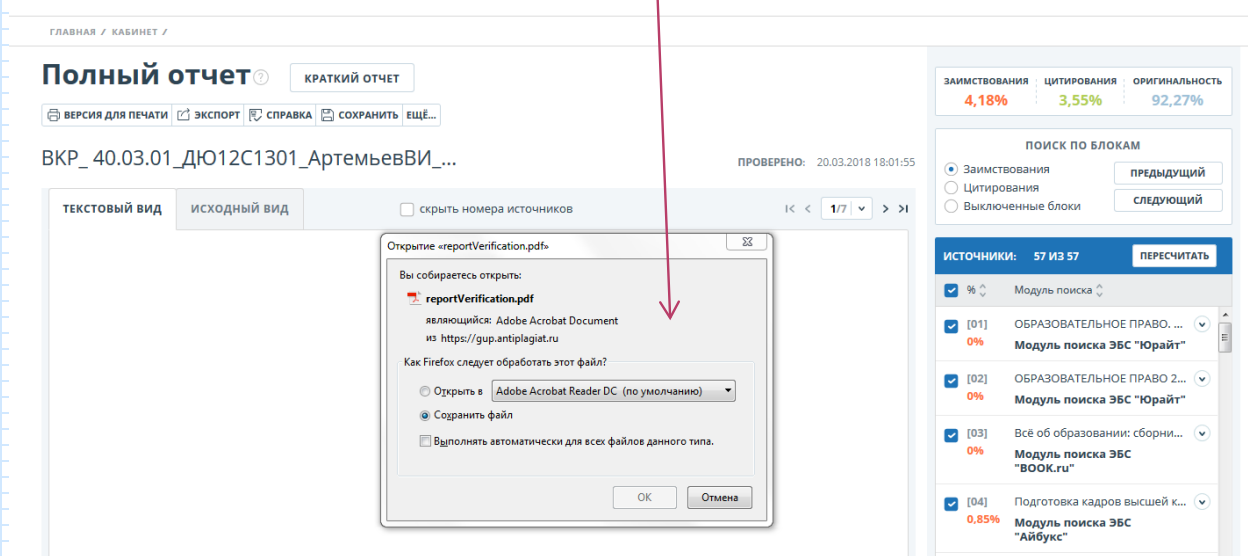 ГЛАВНАЯ / КАБИНЕТ /
Полный отчет ? КРАТКИЙ ОТЧЕТ
ВЕРСИЯ ДЛЯ ПЕЧАТИ ЭКСПОРТ СПРАВКА СОХРАНИТЬ ЕЩЁ...
ВКР_ 40.03.01_ДЮ12С1301_АртемьевВИ_...
ПРОВЕРЕНО: 20.03.2018 18:01:55
ТЕКСТОВЫЙ ВИД ИСХОДНЫЙ ВИД скрыть номера источников 1/7
Открытие «reportVerification.pdf»
Вы собираетесь открыть:
reportVerification.pdf
являющийся: Adobe Acrobat Document
из https://gup.antiplagiat.ru
Как Firefox следует обработать этот файл?
Открыть в Adobe Acrobat Reader DC (по умолчанию)
Сохранить файл
Выполнять автоматически для всех файлов данного типа.
ОК Отмена
ЗАИМСТВОВАНИЯ ЦИТИРОВАНИЯ ОРИГИНАЛЬНОСТЬ
4,18% 3,55% 92,27%
ПОИСК ПО БЛОКАМ
Заимствования ПРЕДЫДУЩИЙ
Цитирования
Выключенные блоки СЛЕДУЮЩИЙ
ИСТОЧНИКИ: 57 ИЗ 57 ПЕРЕСЧИТАТЬ
% Модуль поиска
[01] ОБРАЗОВАТЕЛЬНОЕ ПРАВО. ...
0% Модуль поиска ЭБС "Юрайт"
[02] ОБРАЗОВАТЕЛЬНОЕ ПРАВО 2...
0% Модуль поиска ЭБС "Юрайт"
[03] Всё об образовании: сборни...
0% Модуль поиска ЭБС
"BOOK.ru"
[04] Подготовка кадров высшей к...
0,85% Модуль поиска ЭБС
"Айбукс"